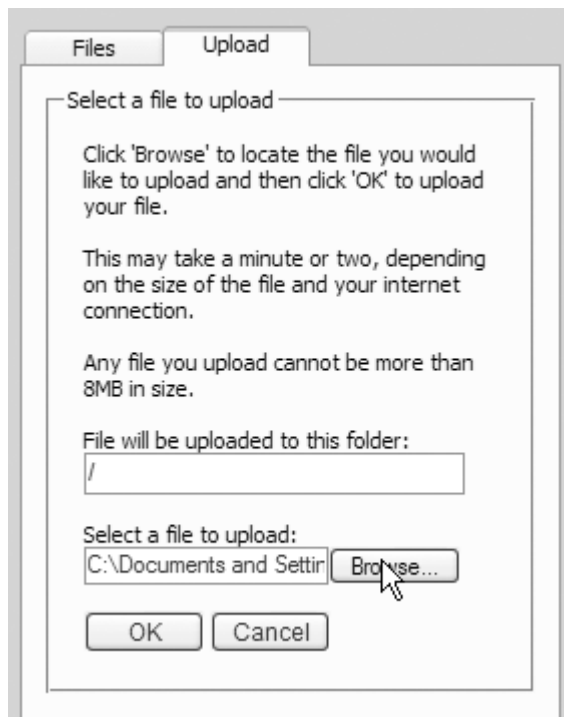 Files
Upload
Select a file to upload
Click 'Browse' to locate the file you would
like to upload and then click 'OK' to upload
your file.
This may take a minute or two, depending
on the size of the file and your internet
connection.
Any file you upload cannot be more than
8MB in size.
File will be uploaded to this folder:
/
Select a file to upload:
C:\Documents and Settin
Browse...
OK
Cancel